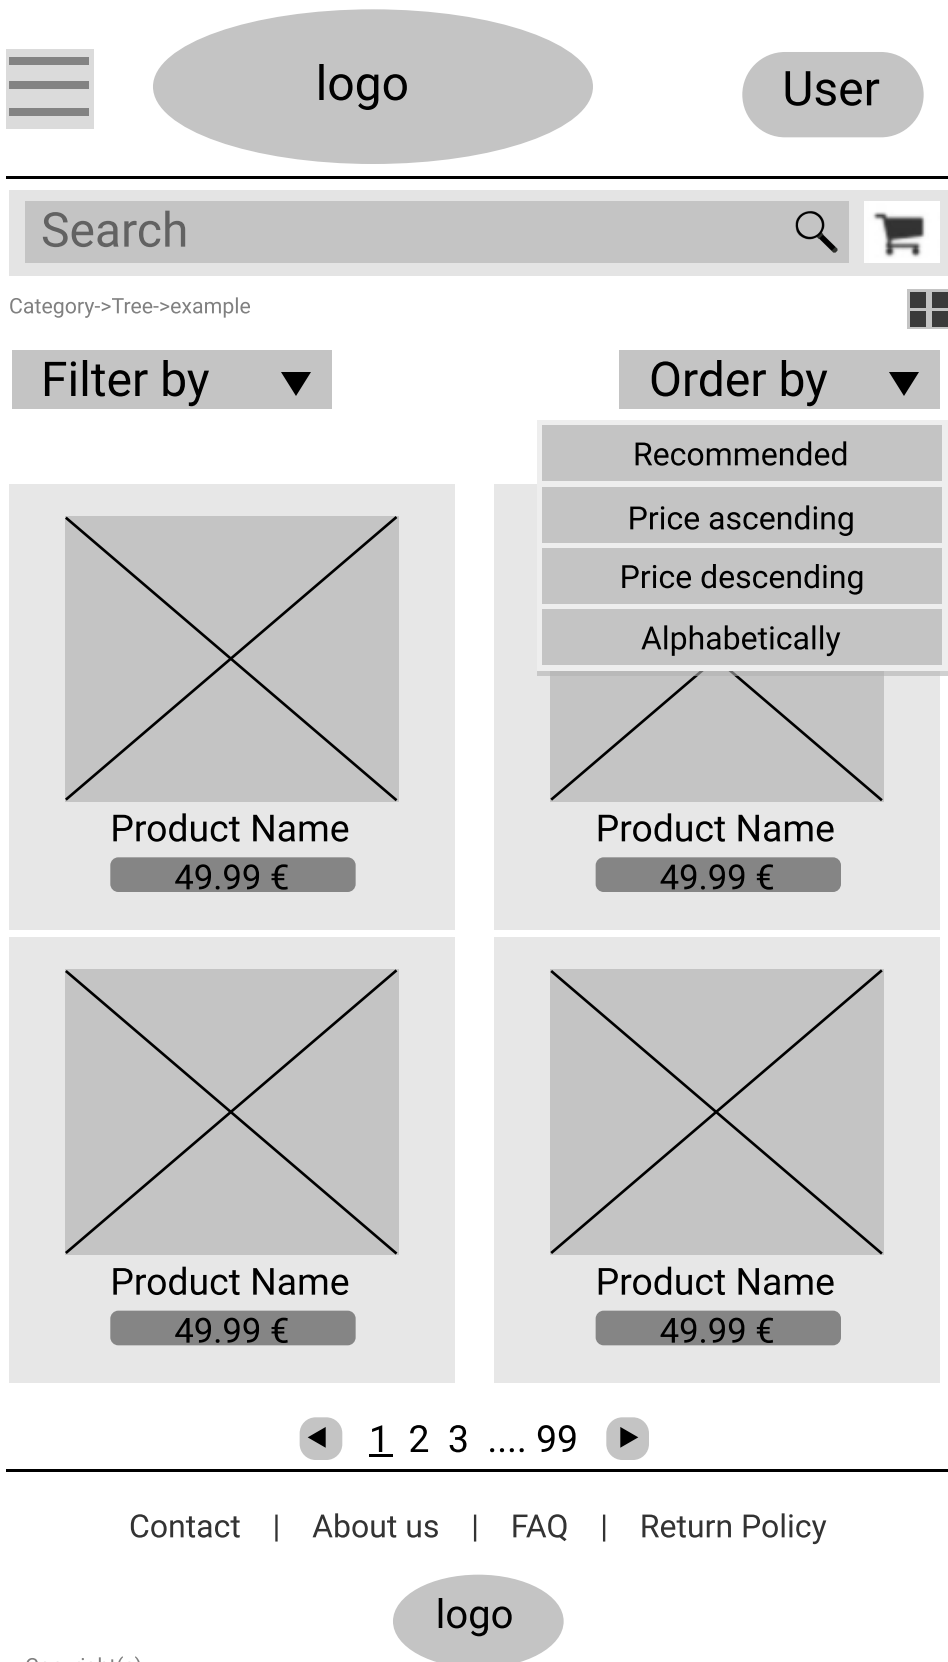 logo
User
Search
Category->Tree->example
Filter by
Order by
Recommended
Price ascending
Price descending
Alphabetically
Product Name
Product Name
49.99 €
49.99 €
Product Name
Product Name
49.99 €
49.99 €
1 2 3 .... 99
Contact | About us | FAQ | Return Policy
logo